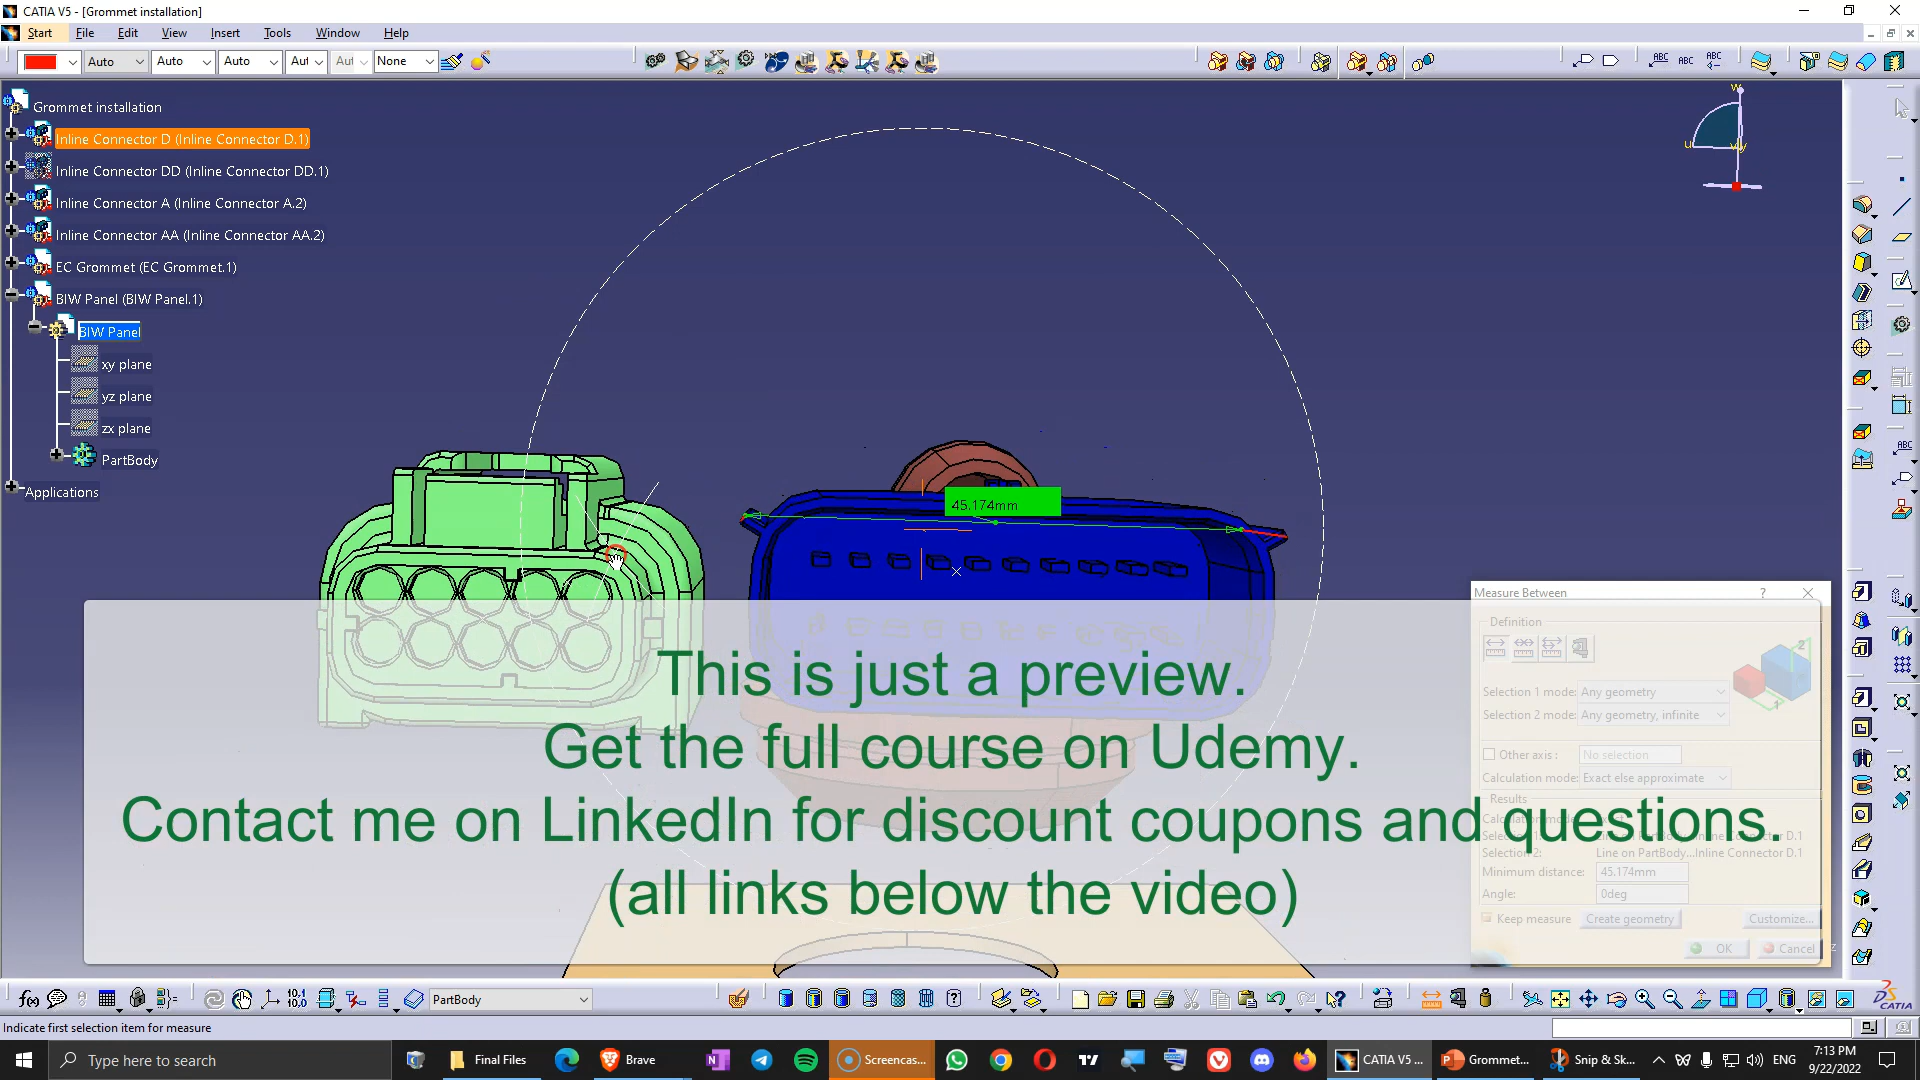 CATIA V5 - [Grommet installation]
Start File Edit View Insert Tools Window Help
Auto Auto Auto Aut Aut None
Grommet installation
Inline Connector D (Inline Connector D.1)
Inline Connector DD (Inline Connector DD.1)
Inline Connector A (Inline Connector A.2)
Inline Connector AA (Inline Connector AA.2)
EC Grommet (EC Grommet.1)
BIW Panel (BIW Panel.1)
BIW Panel
xy plane
yz plane
zx plane
PartBody
Applications
45.174mm
Measure Between
Definition
Selection 1 mode: Any geometry
Selection 2 mode: Any geometry, infinite
Other axis : No selection
Calculation mode: Exact else approximate
Results
Selection 2: Line on PartBody...Inline Connector D.1
Minimum distance: 45.174mm
Angle: 0deg
Keep measure Create geometry Customize...
OK Cancel
This is just a preview.
Get the full course on Udemy.
Contact me on LinkedIn for discount coupons and questions.
(all links below the video)
PartBody
Indicate first selection item for measure
Type here to search
Final Files
Brave
Screencas...
CATIA V5 ...
Grommet...
Snip & Sk...
ENG
7:13 PM
9/22/2022